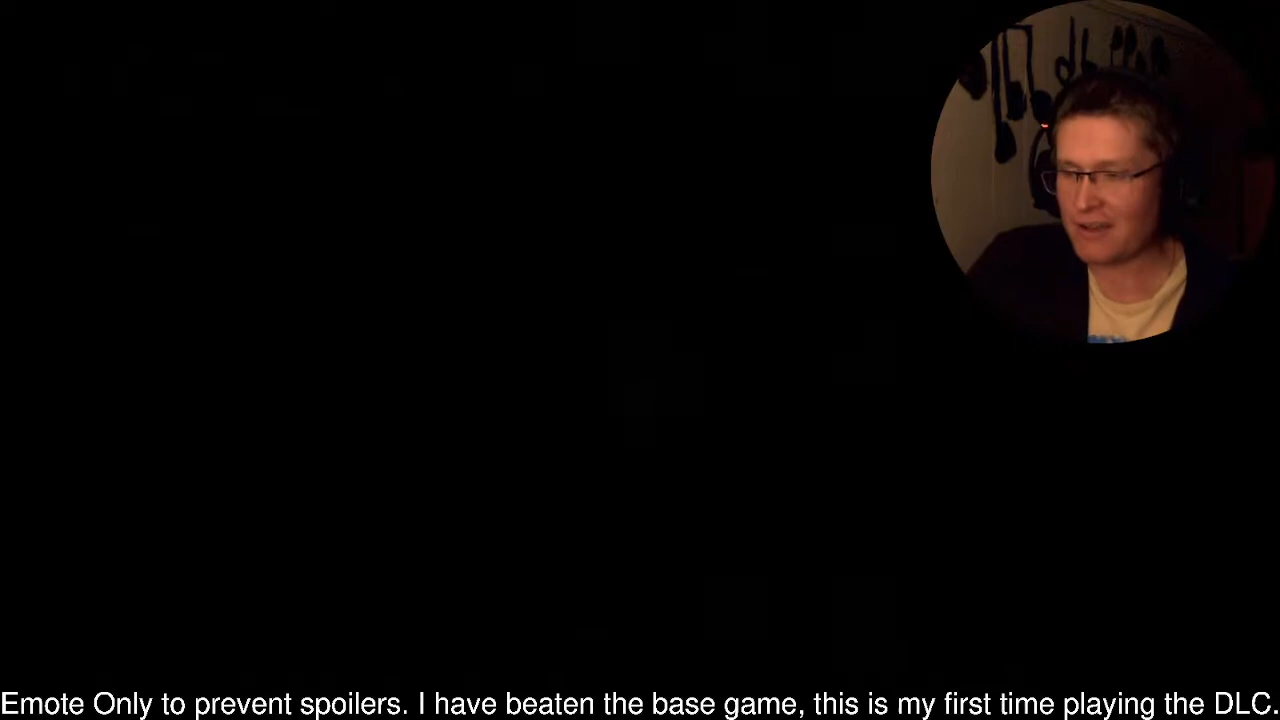 Emote Only to prevent spoilers. I have beaten the base game, this is my first time playing the DLC.